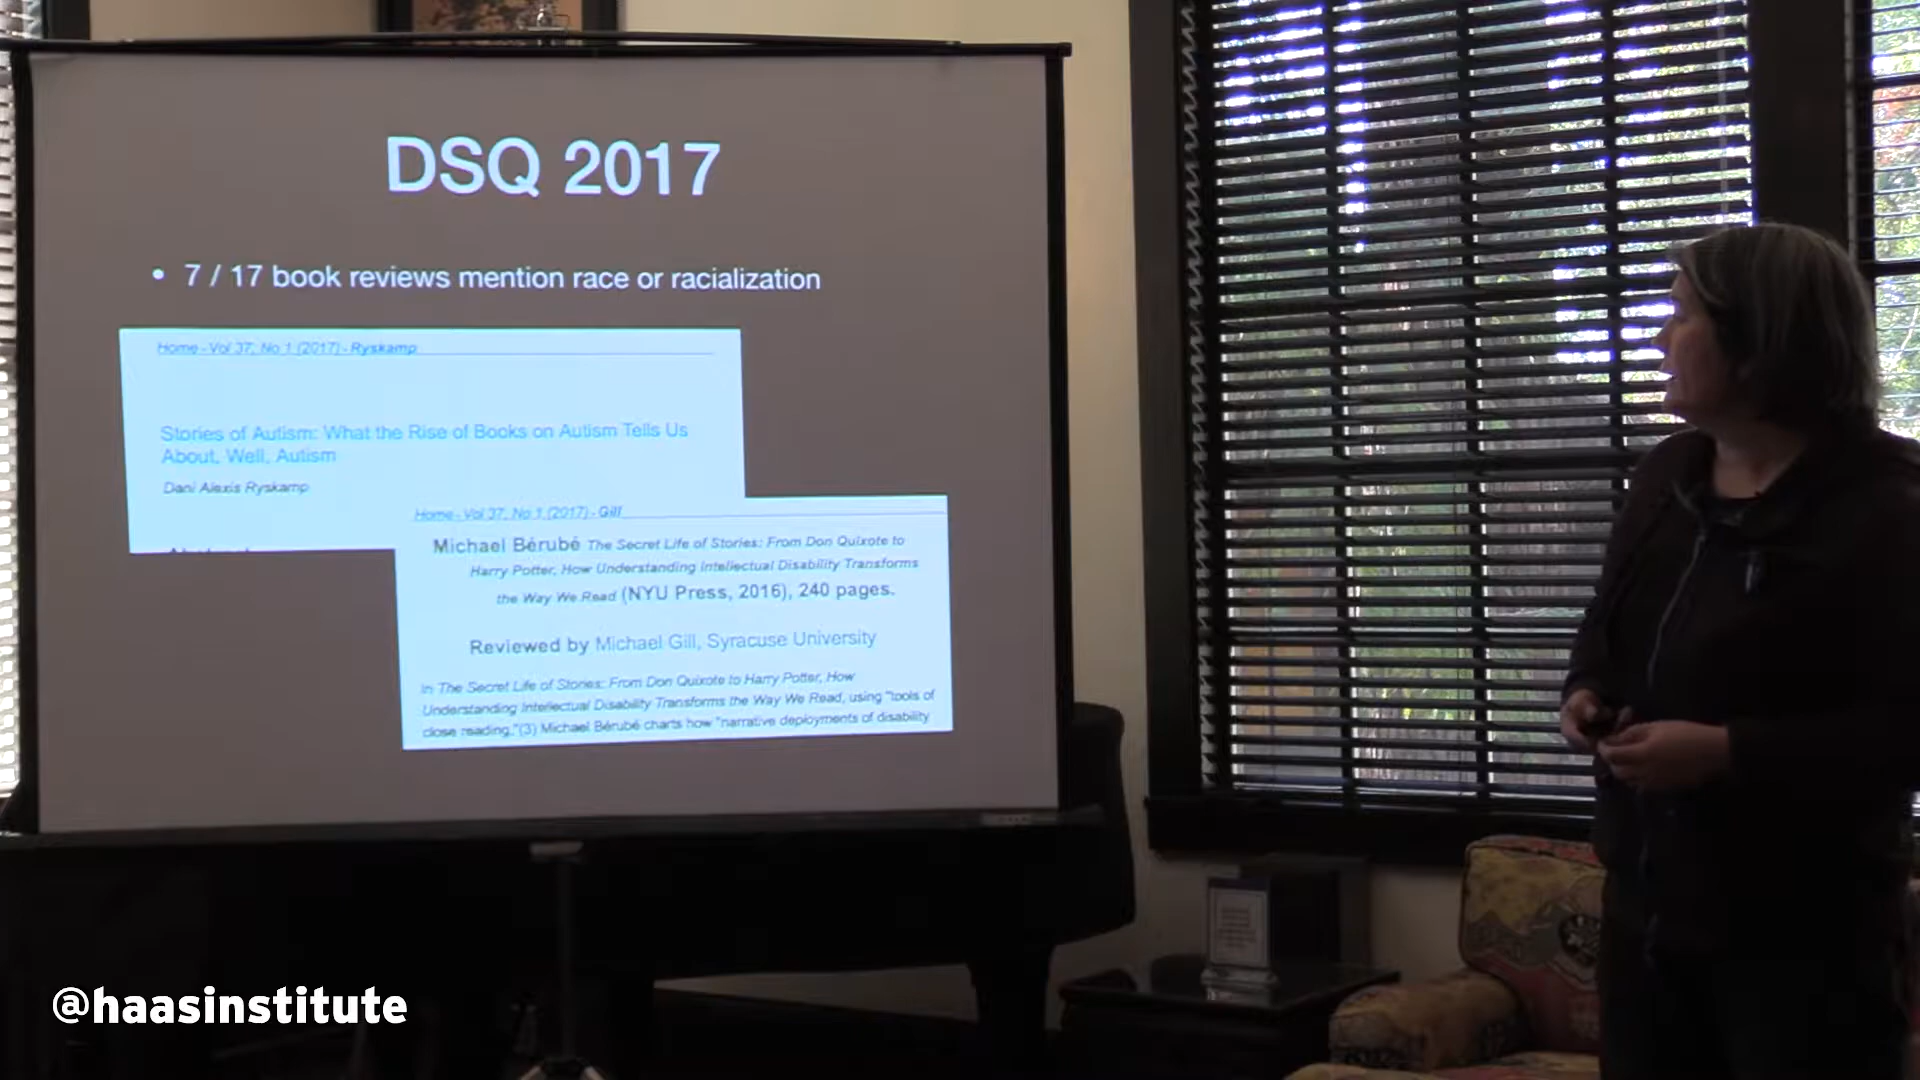 DSQ 2017
• 7 / 17 book reviews mention race or racialization
Home - Vol 37, No 1 (2017) - Ryskamp
Stories of Autism: What the Rise of Books on Autism Tells Us
About, Well, Autism
Dani Alexis Ryskamp
Home - Vol 37, No 1 (2017) - Gill
Michael Bérubé The Secret Life of Stories: From Don Quixote to
Harry Potter, How Understanding Intellectual Disability Transforms
the Way We Read (NYU Press, 2016), 240 pages.
Reviewed by Michael Gill, Syracuse University
In The Secret Life of Stories: From Don Quixote to Harry Potter, How
Understanding Intellectual Disability Transforms the Way We Read, using "tools of
close reading,"(3) Michael Bérubé charts how "narrative deployments of disability
@haasinstitute